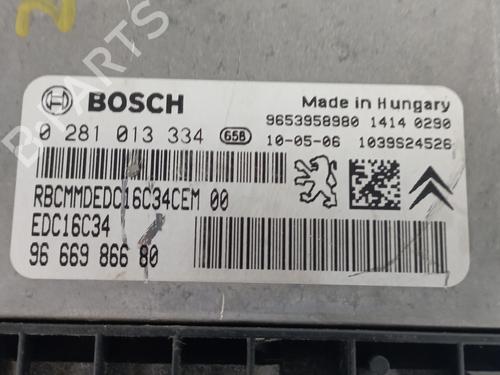 BOSCH
Made in Hungary
9653958980 1414 0290
0 281 013 334 658 10-05-06 1039S24526
RBCMMDEDC16C34CEM 00
EDC16C34
96 669 866 80